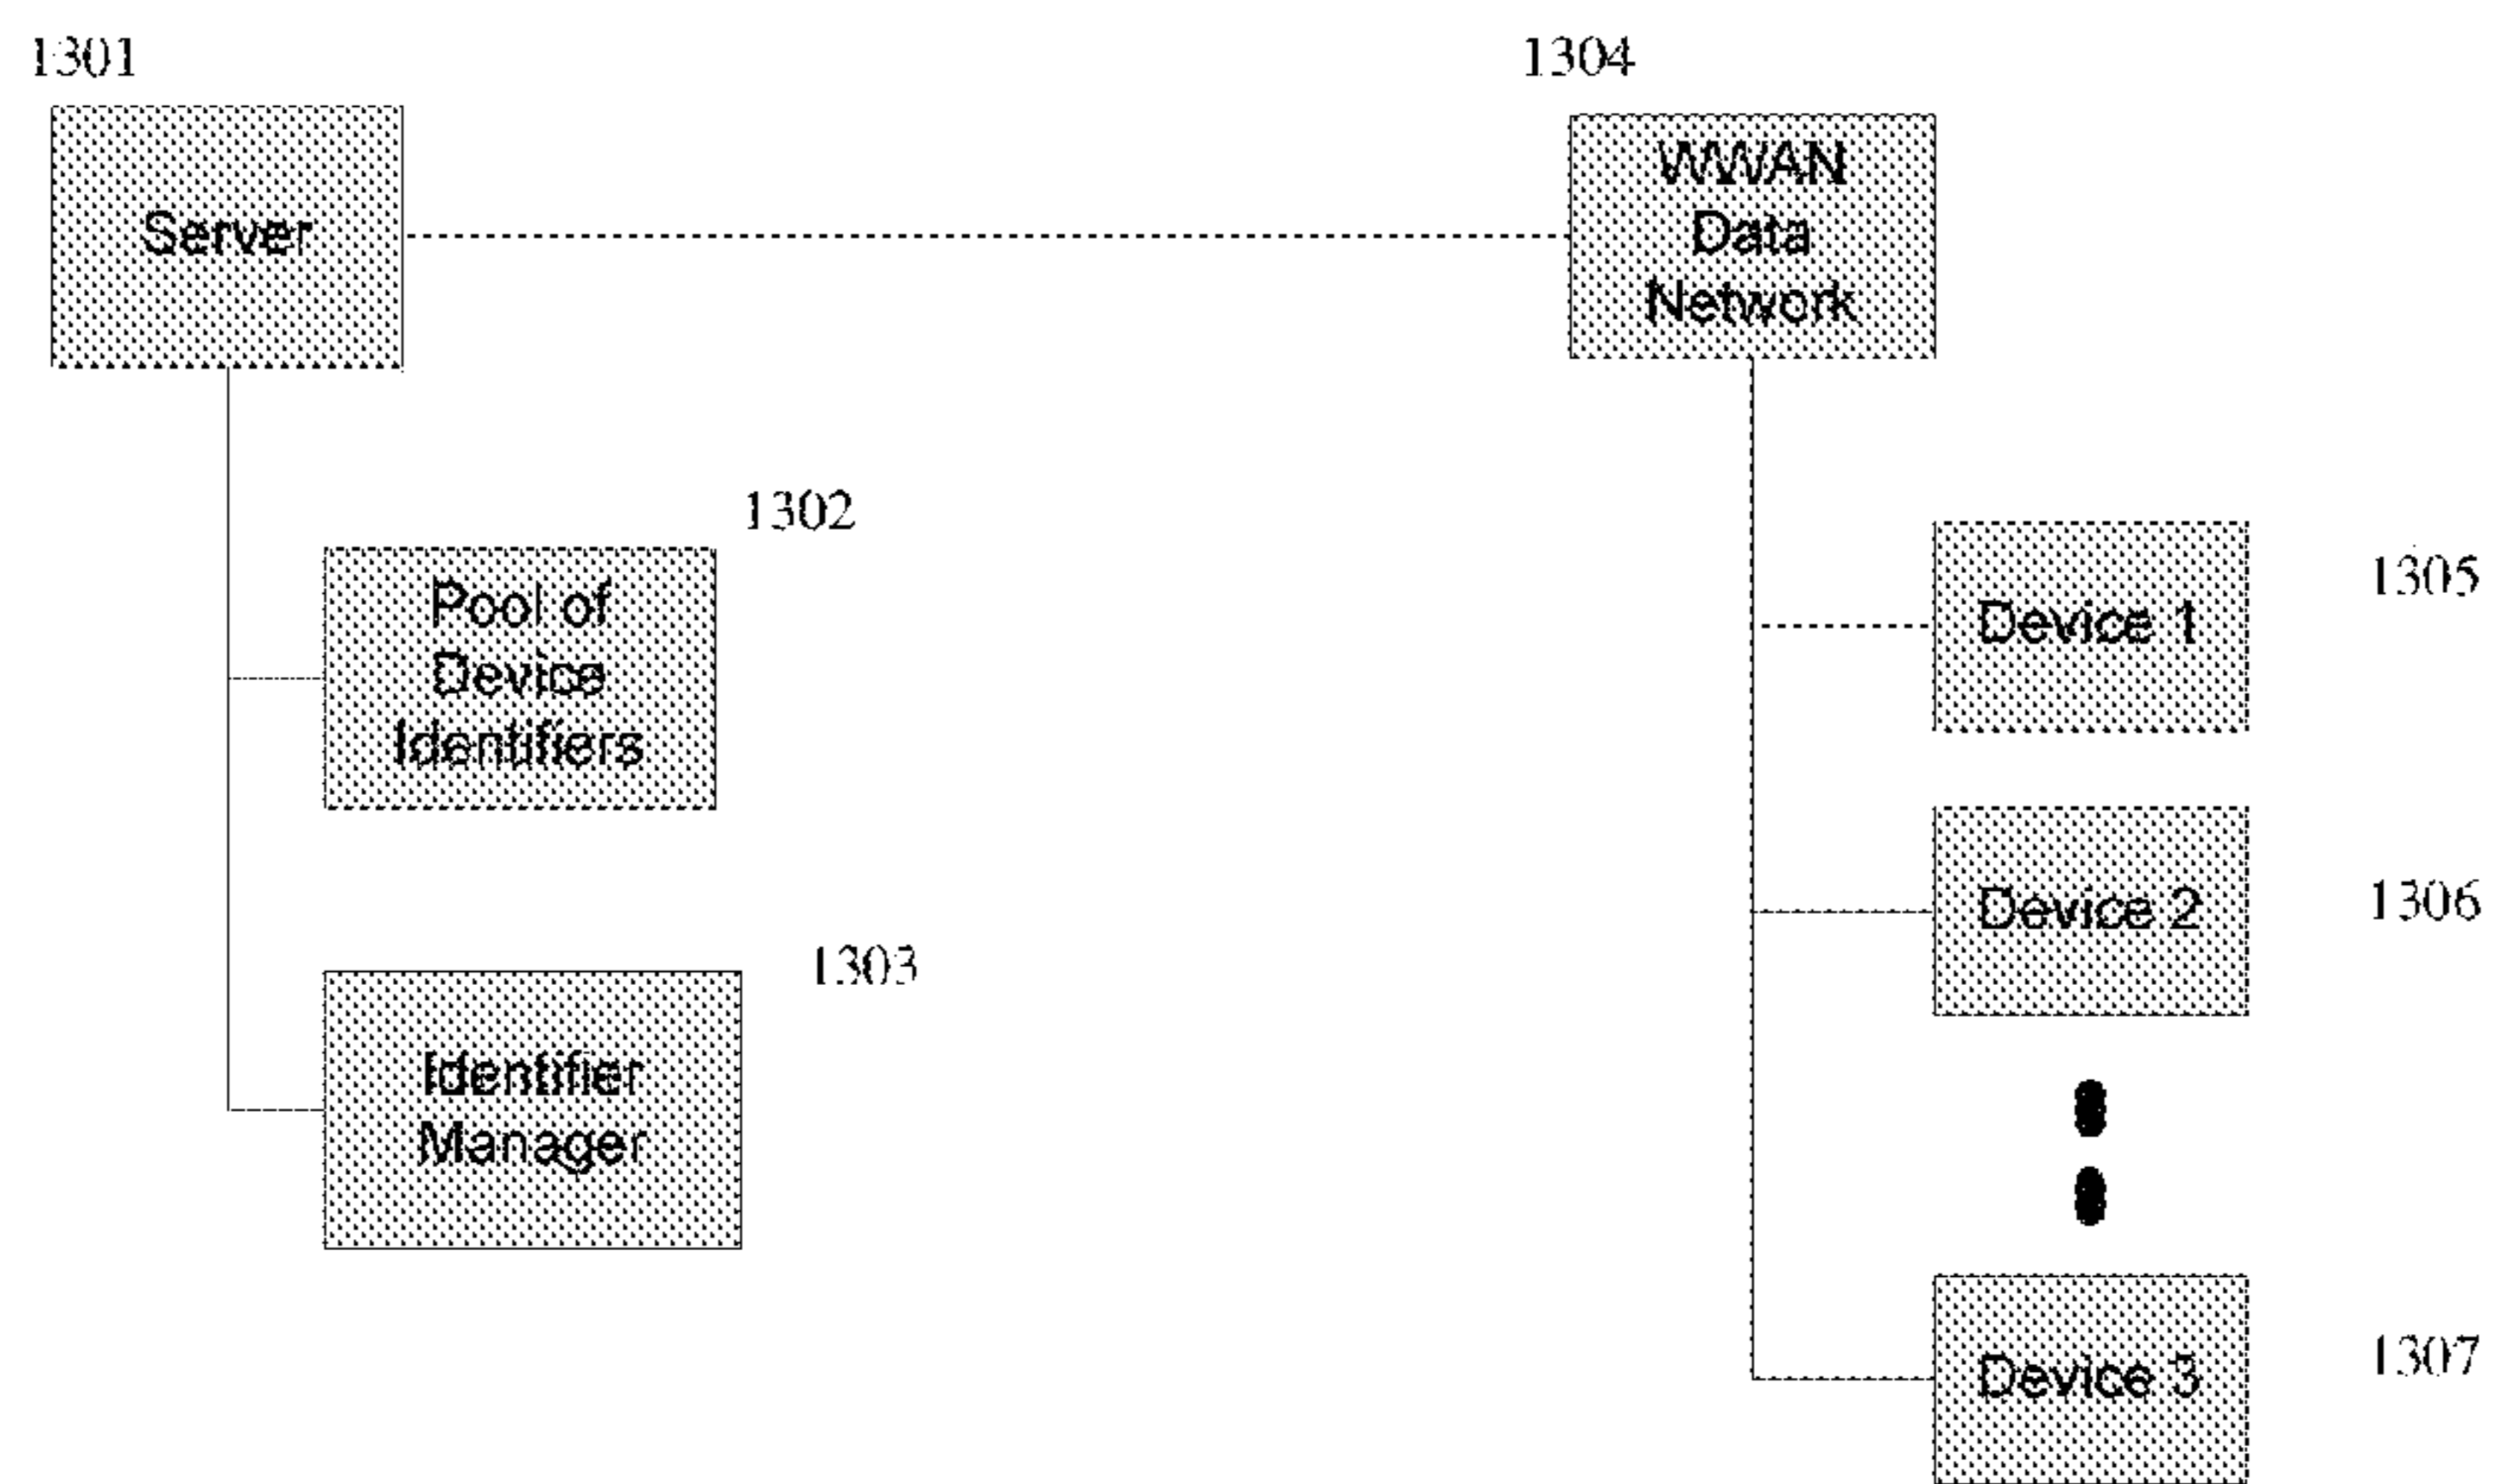 1301
1304
Server
WWAN
Data
Network
1302
Pool of
Device
Identifiers
1305
Device 1
1306
Device 2
1303
Identifier
Manager
1307
Device 3